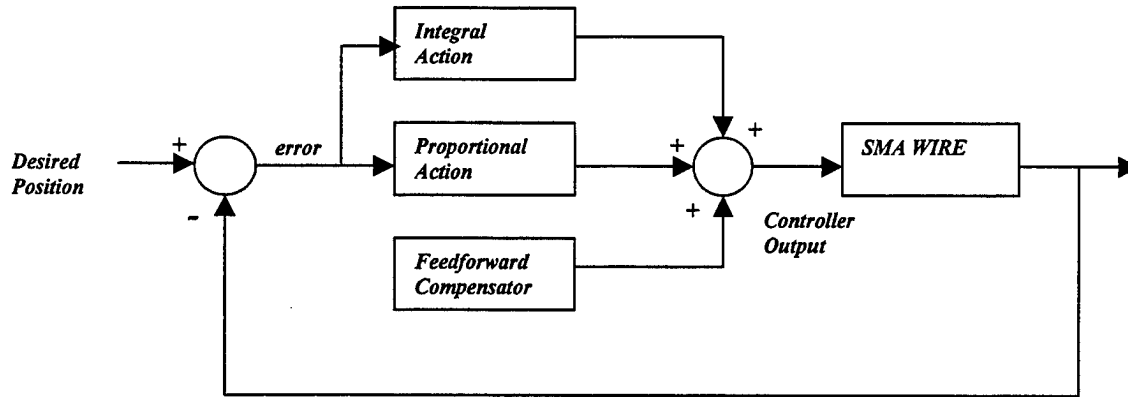 Integral
Action
+
+
Desired
Position
error
Proportional
Action
+
SMA WIRE
-
+
Controller
Output
Feedforward
Compensator